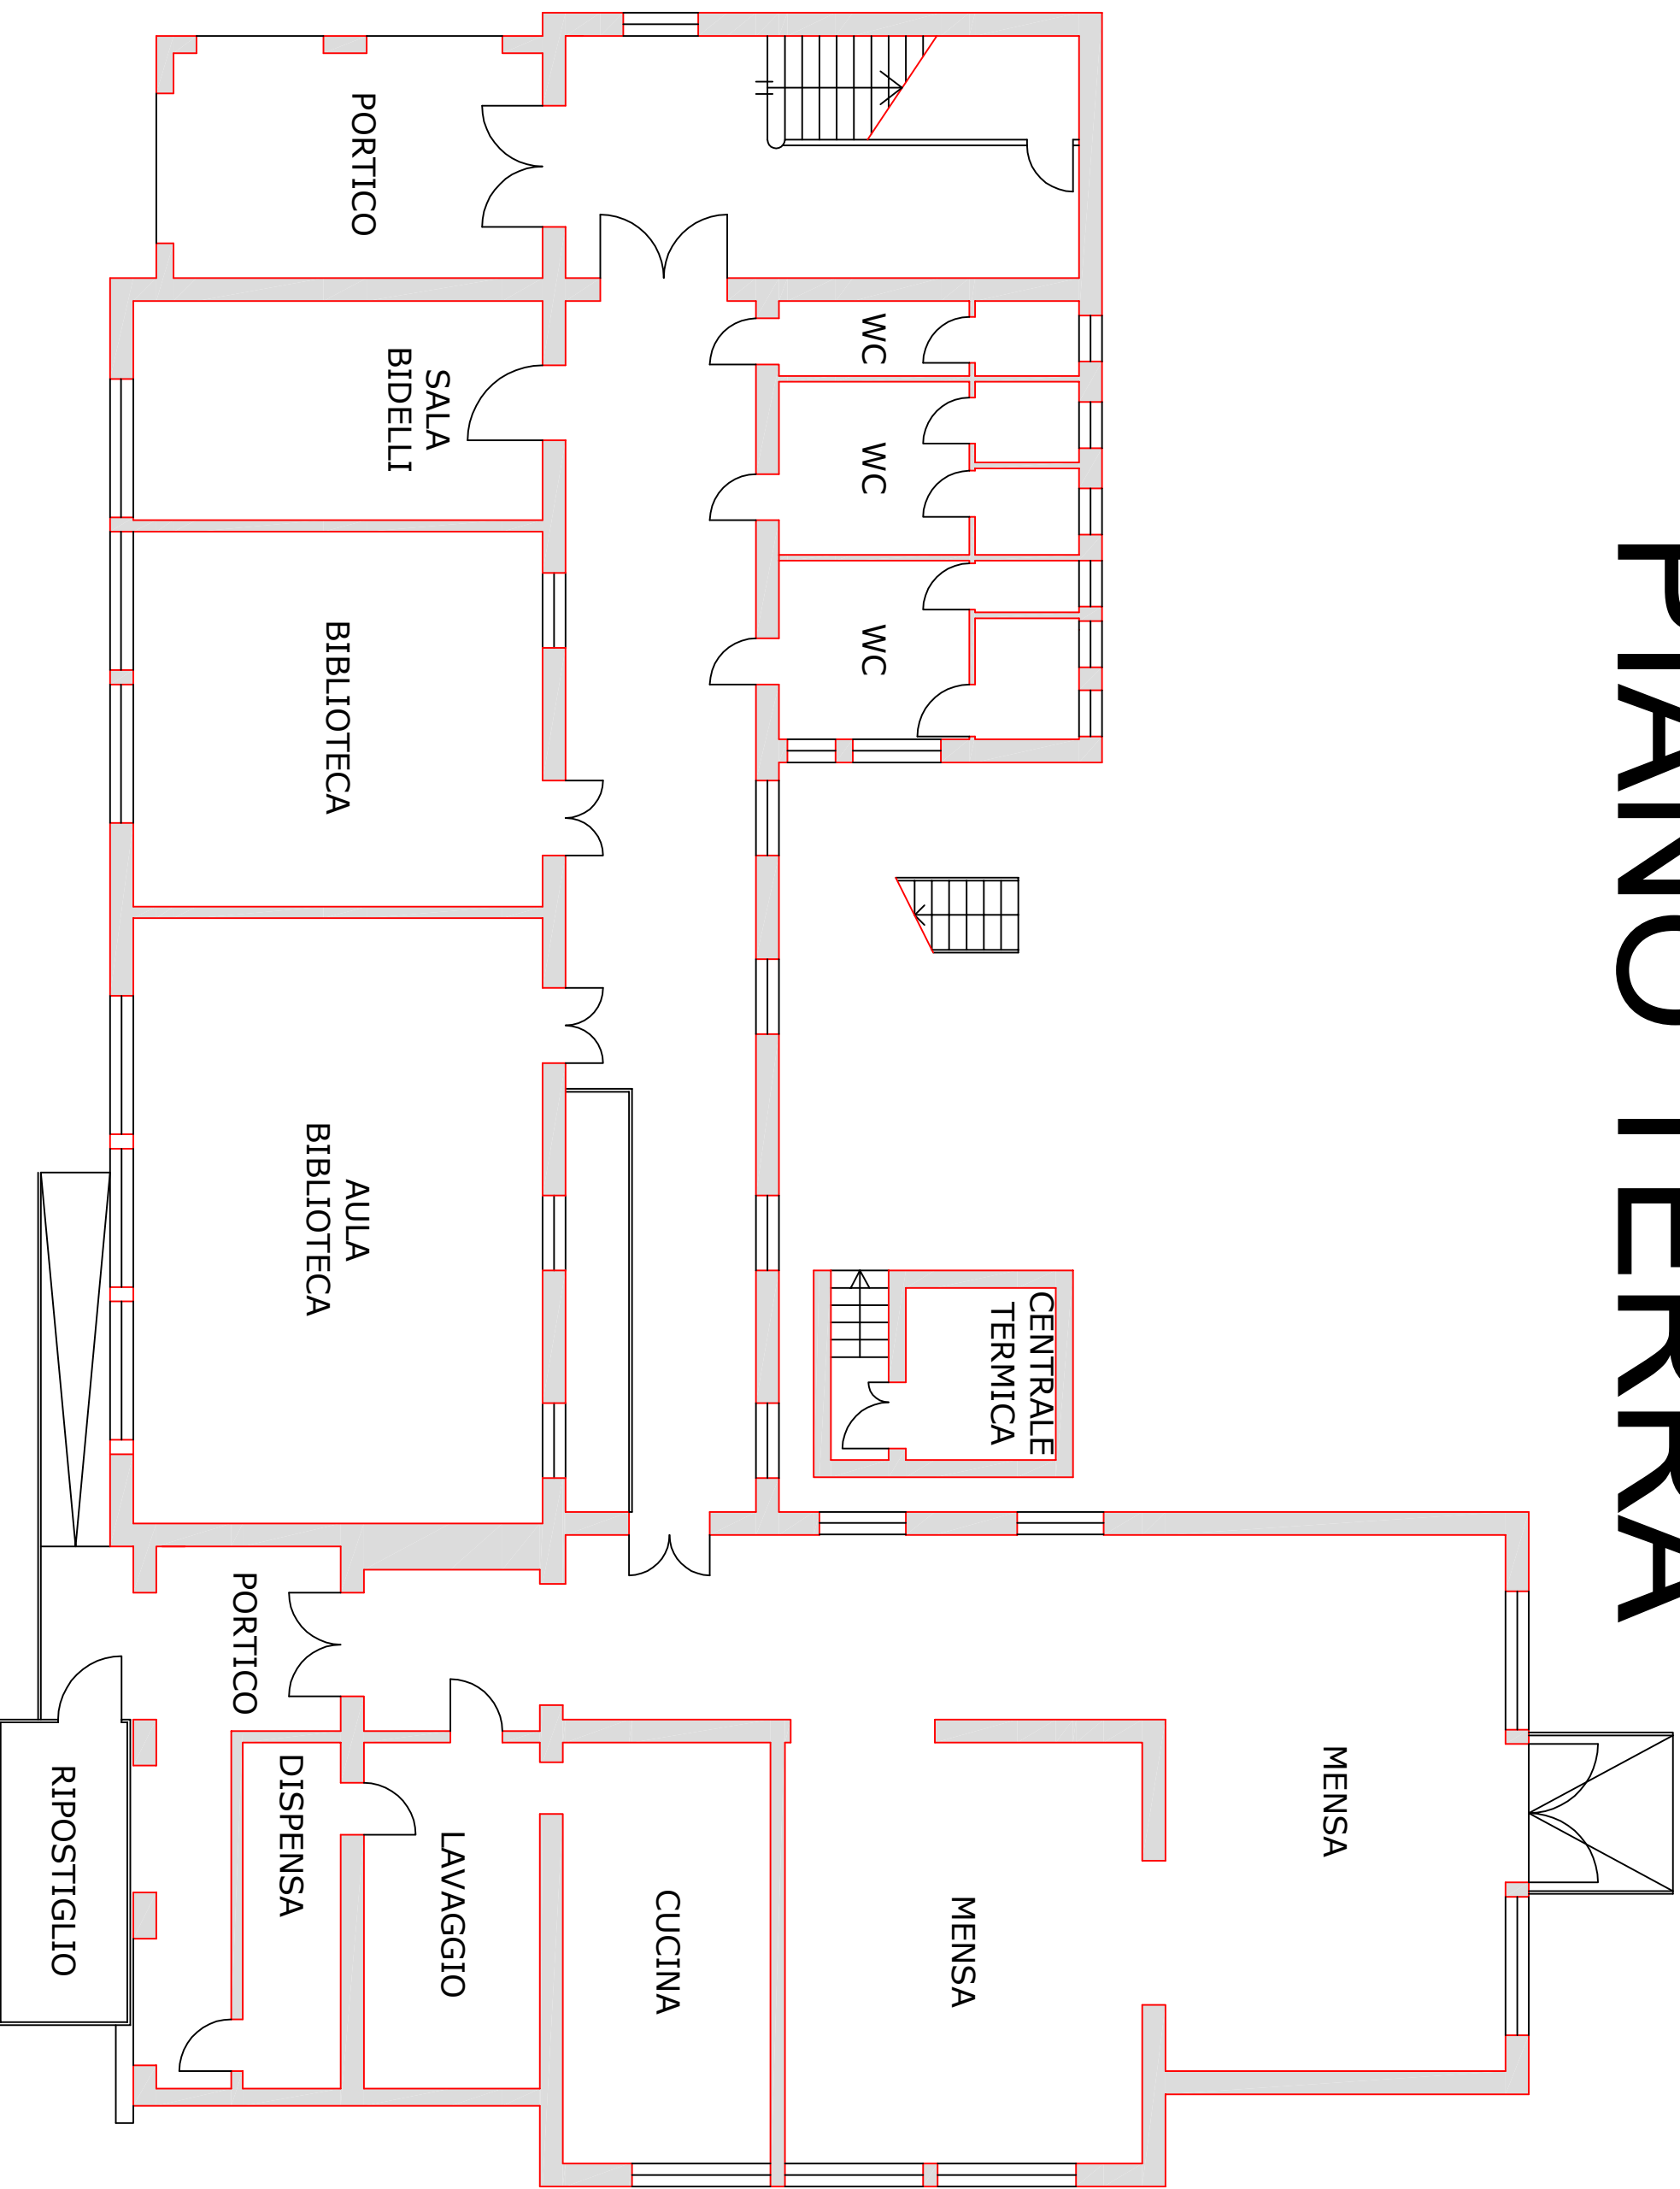 PIANO TERRA
PORTICO
SALA
BIDELLI
WC
WC
WC
BIBLIOTECA
AULA
BIBLIOTECA
CENTRALE
TERMICA
PORTICO
RIPOSTIGLIO
DISPENSA
LAVAGGIO
CUCINA
MENSA
MENSA